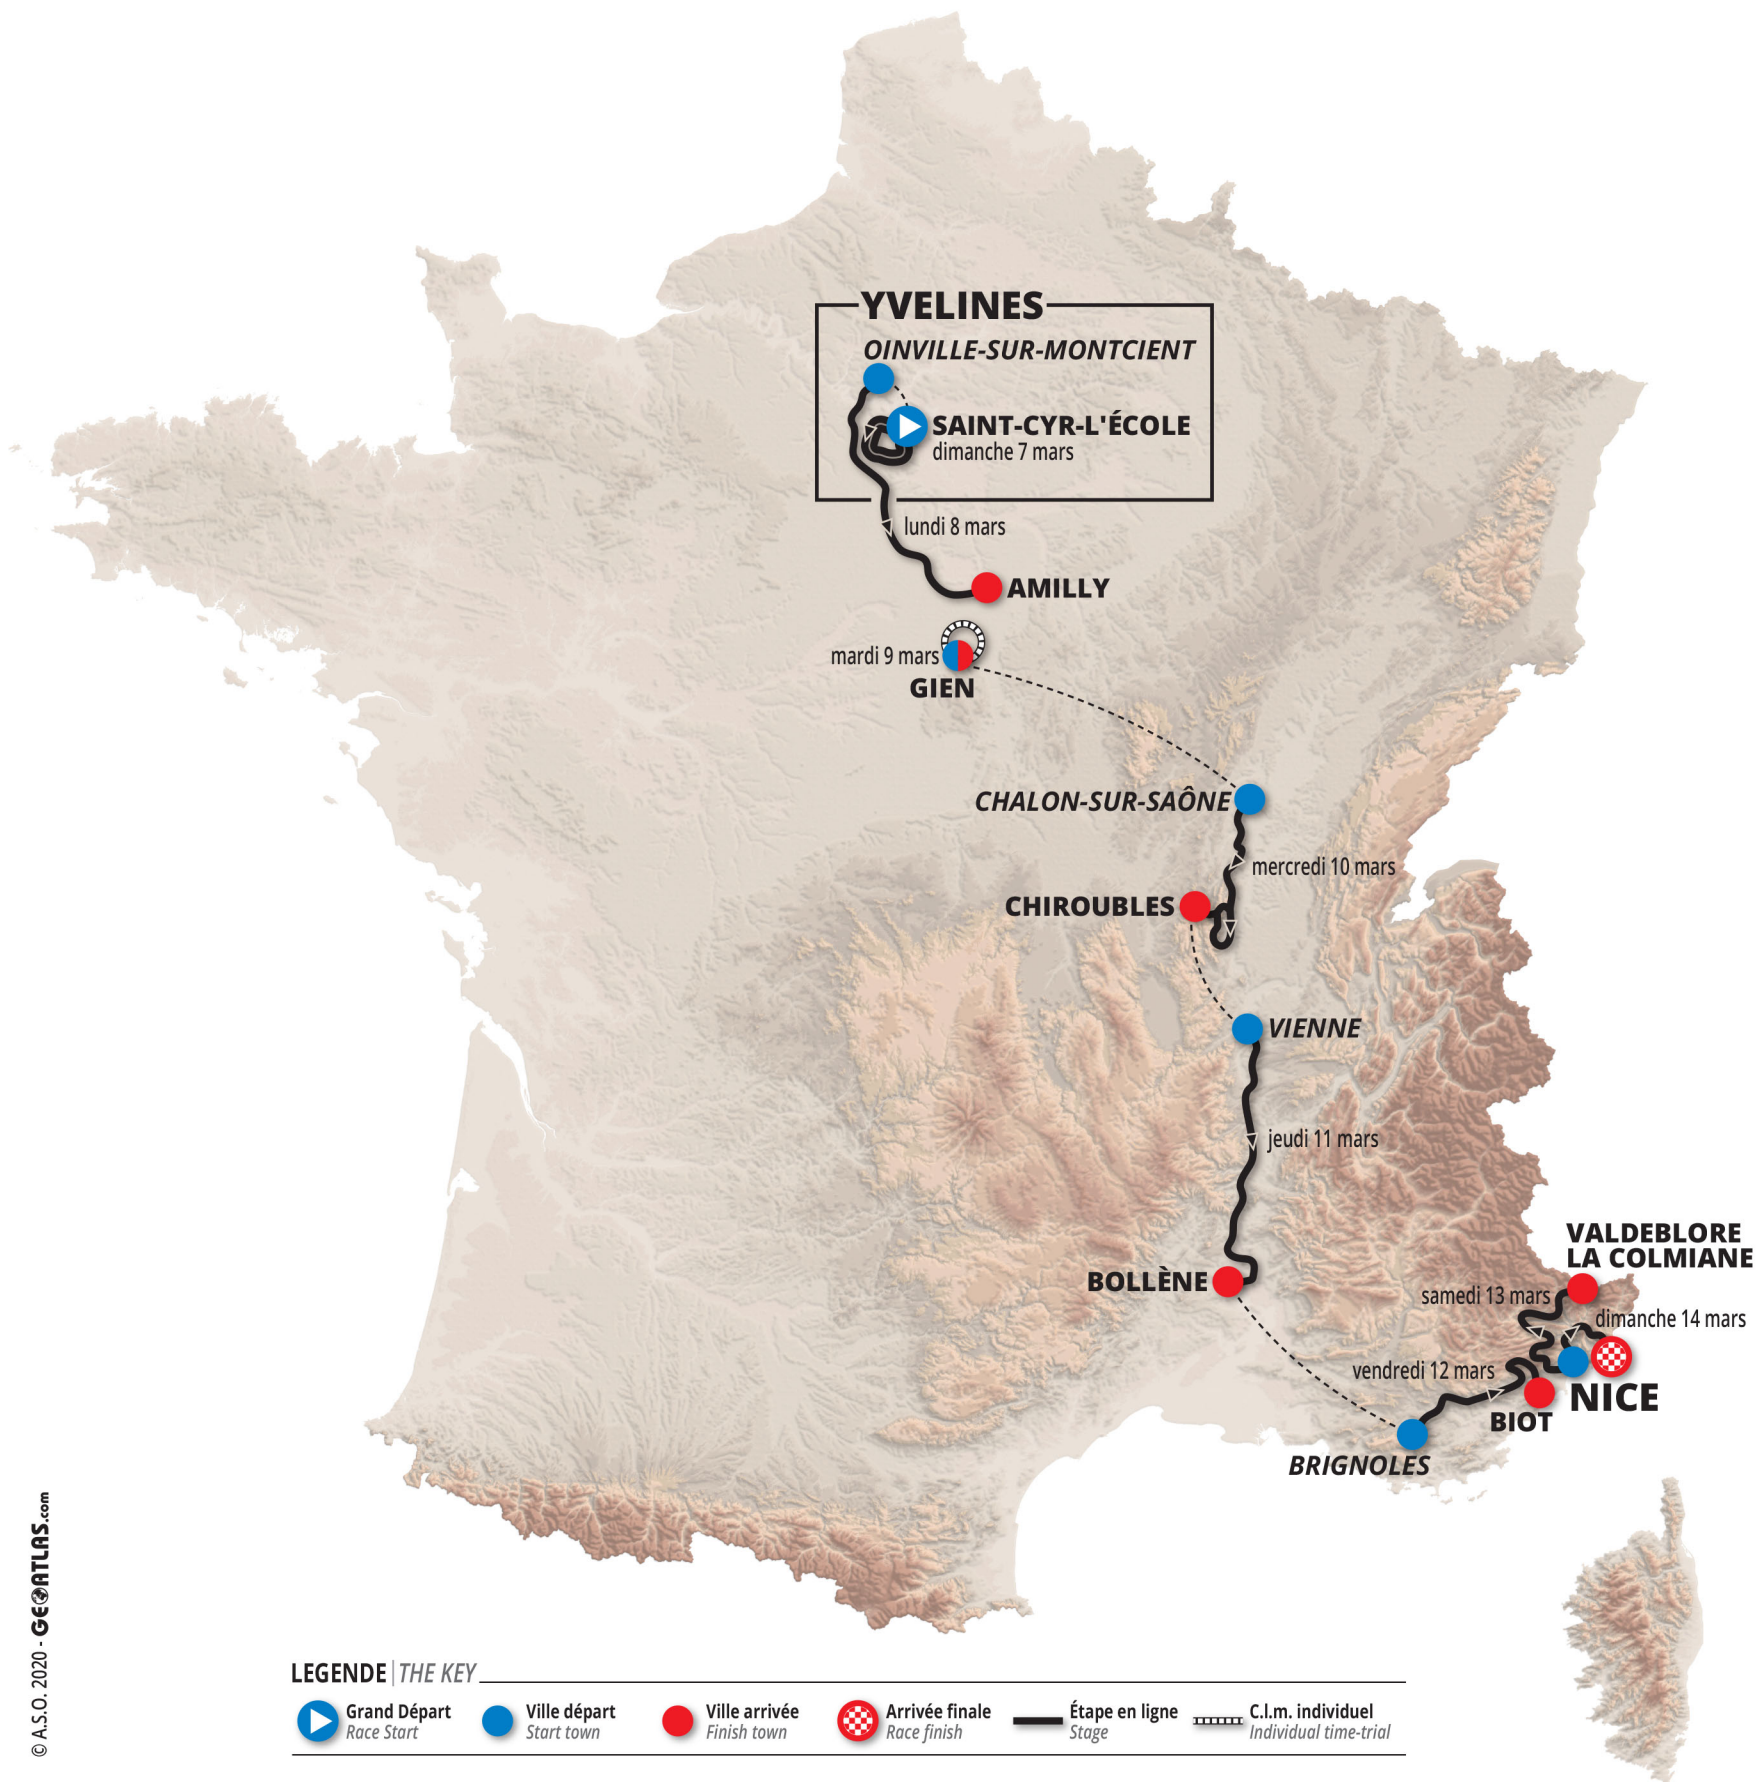 YVELINES
OINVILLE-SUR-MONTCIENT
SAINT-CYR-L'ÉCOLE
dimanche 7 mars
lundi 8 mars
AMILLY
mardi 9 mars
GIEN
CHALON-SUR-SAÔNE
mercredi 10 mars
CHIROUBLES
VIENNE
jeudi 11 mars
BOLLÈNE
VALDEBLORE
LA COLMIANE
samedi 13 mars
dimanche 14 mars
vendredi 12 mars
NICE
BIOT
BRIGNOLES
© A.S.O. 2020 - GEOATLAS.com
LEGENDE | THE KEY
Grand Départ
Race Start
Ville départ
Start town
Ville arrivée
Finish town
Arrivée finale
Race finish
Étape en ligne
Stage
C.l.m. individuel
Individual time-trial